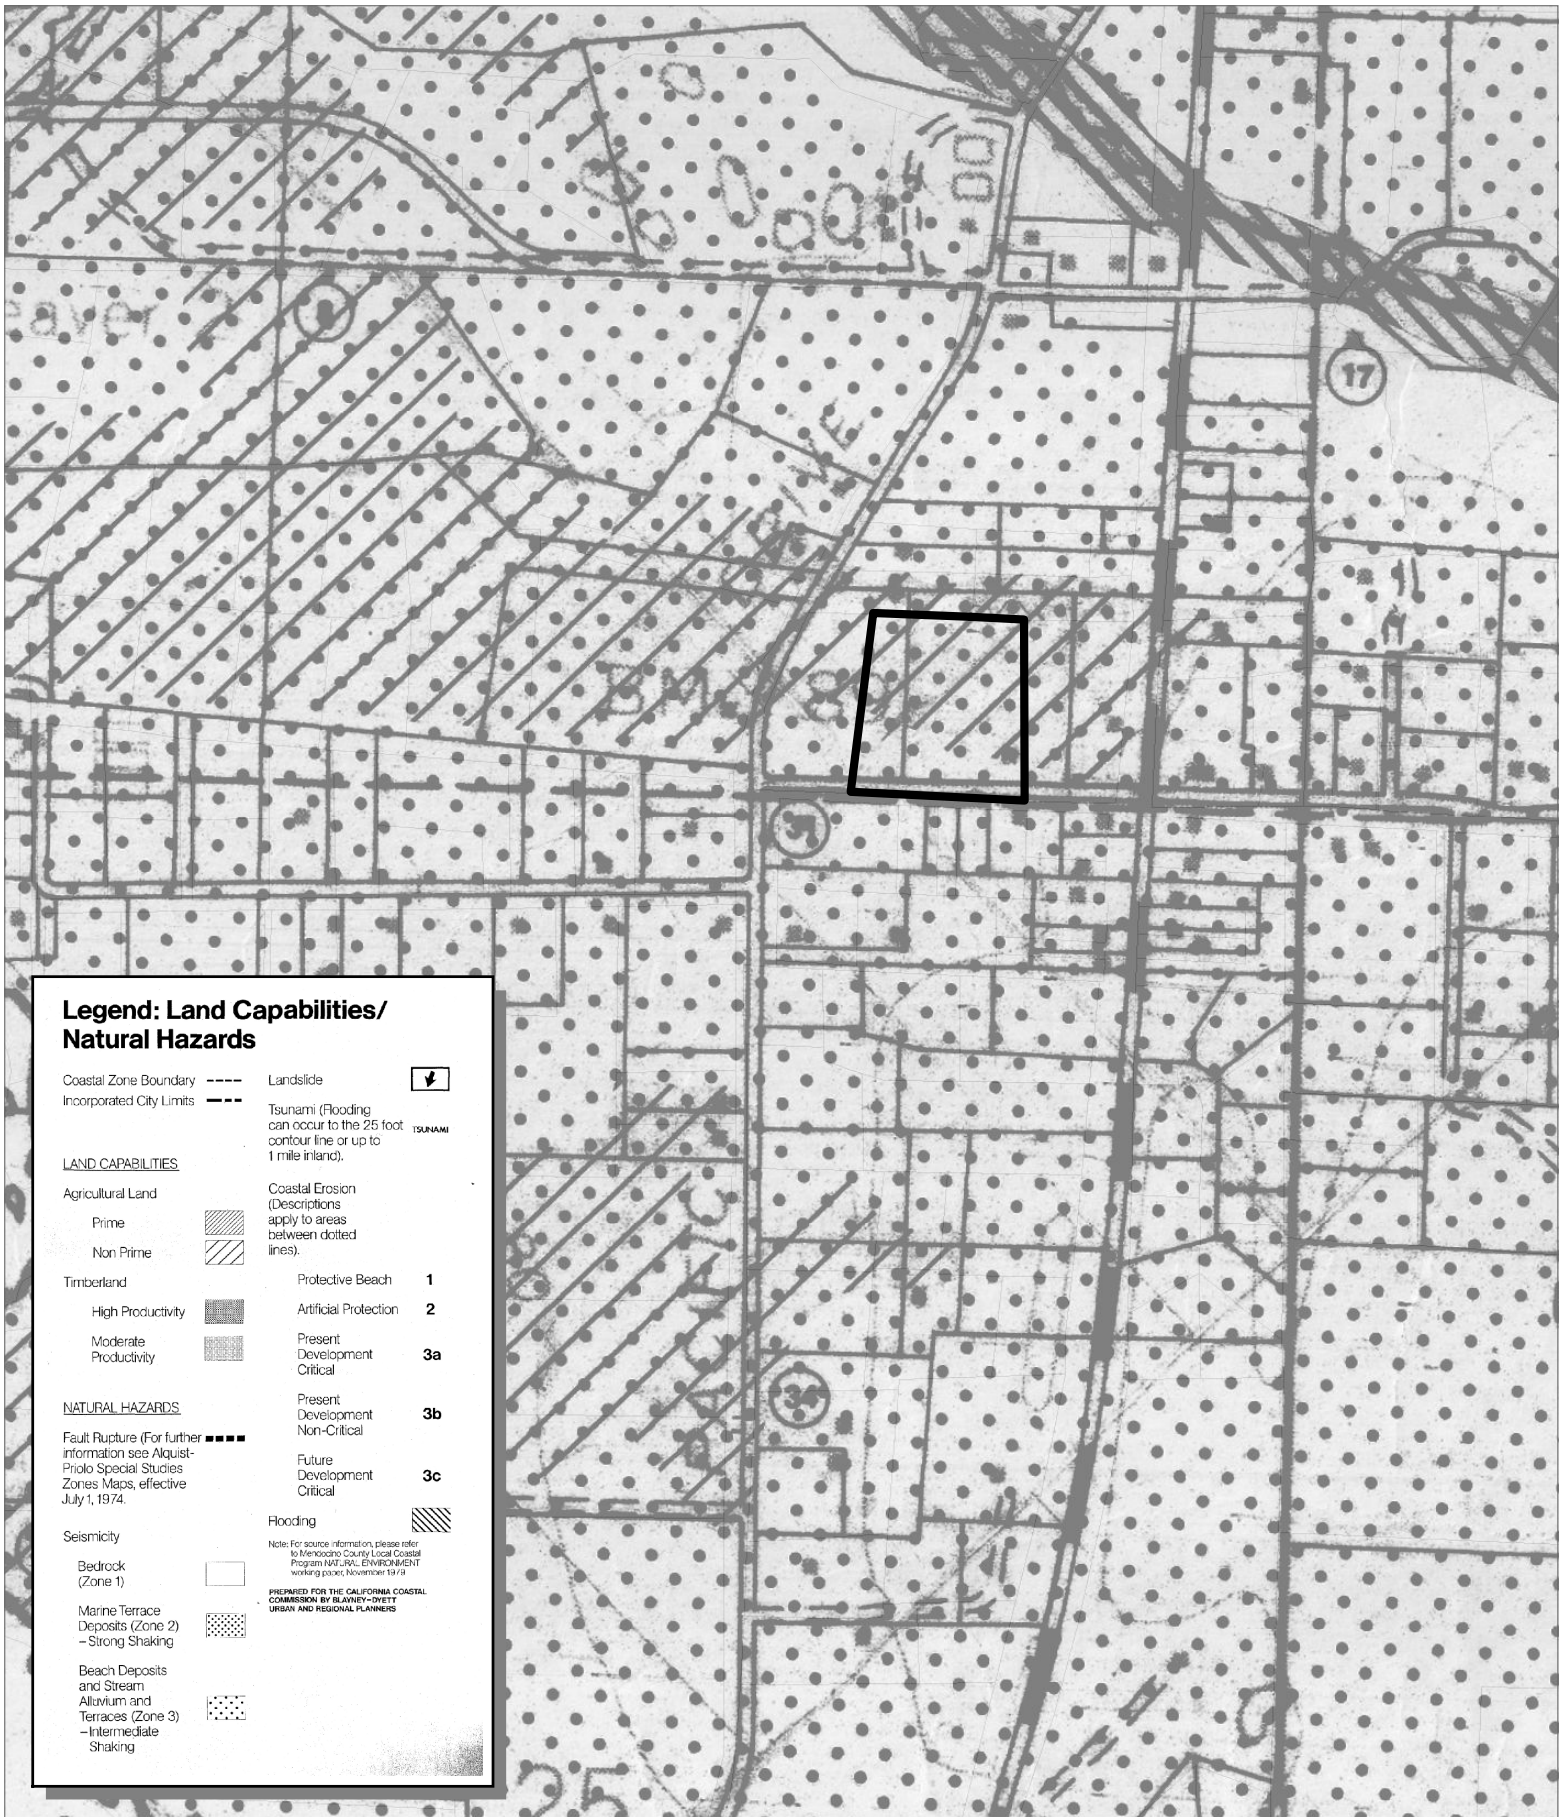 eaver
17
BM
8
Legend: Land Capabilities/
Natural Hazards
Coastal Zone Boundary
Incorporated City Limits
LAND CAPABILITIES
Agricultural Land
Prime
Non Prime
Timberland
High Productivity
Moderate
Productivity
NATURAL HAZARDS
Fault Rupture (For further
information see Alquist-
Priolo Special Studies
Zones Maps, effective
July 1, 1974.
Seismicity
Bedrock
(Zone 1)
Marine Terrace
Deposits (Zone 2)
–Strong Shaking
Beach Deposits
and Stream
Alluvium and
Terraces (Zone 3)
–Intermediate
Shaking
Landslide
Tsunami (Flooding
can occur to the 25 foot
contour line or up to
1 mile inland).
TSUNAMI
Coastal Erosion
(Descriptions
apply to areas
between dotted
lines).
Protective Beach 1
Artificial Protection 2
Present
Development 3a
Critical
Present
Development 3b
Non-Critical
Future
Development 3c
Critical
Flooding
Note: For source information, please refer
to Mendocino County Local Coastal
Program NATURAL ENVIRONMENT
working paper, November 1979
PREPARED FOR THE CALIFORNIA COASTAL
COMMISSION BY BLAYNEY–DYETT
URBAN AND REGIONAL PLANNERS
PACIFIC
25